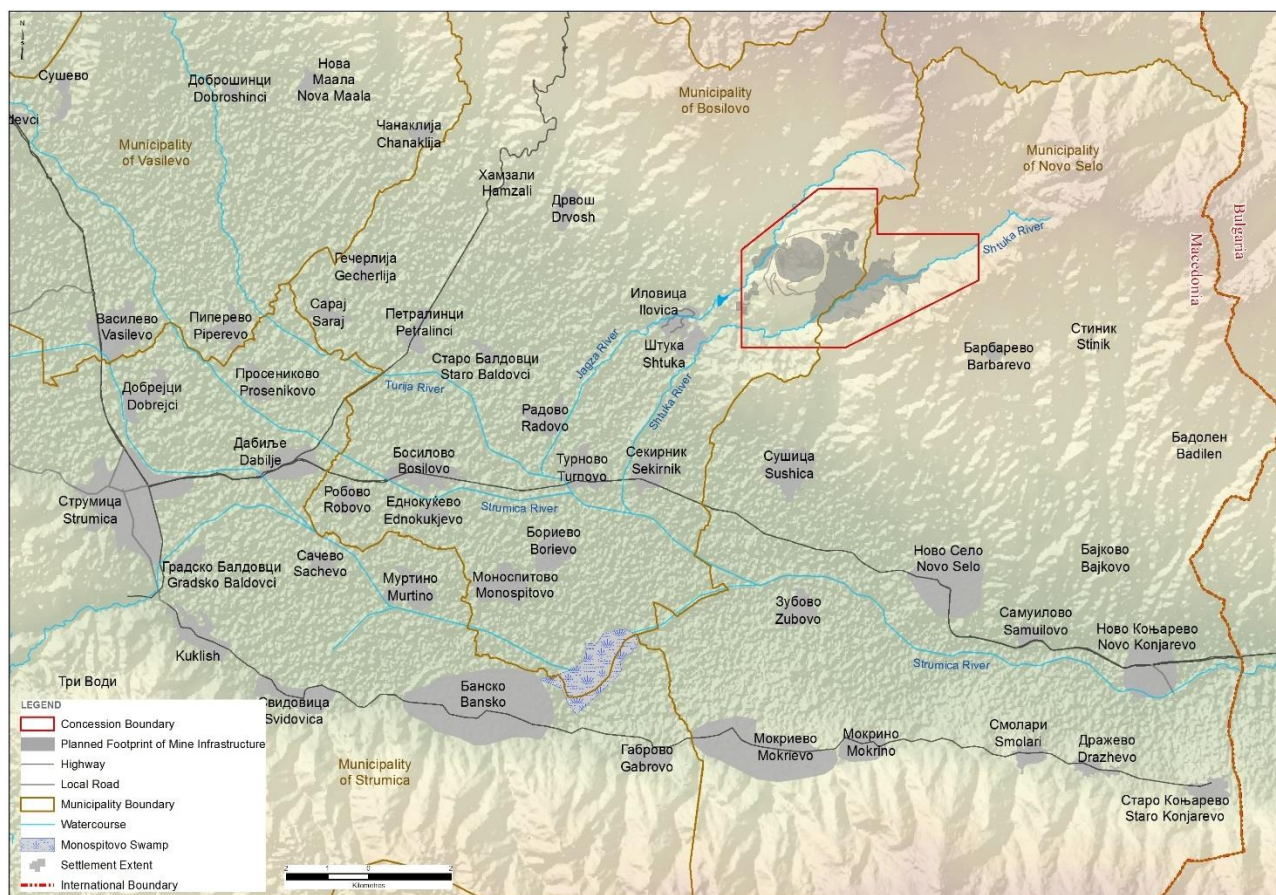 N
Сушево
Доброшинци
Dobroshinci
Нова
Маала
Nova Maala
Municipality
of Bosilovo
devci
Municipality
of Vasilevo
Чанаклија
Chanaklija
Municipality
of Novo Selo
Хамзали
Hamzali
Дрвош
Drvosh
Bulgaria
Macedonia
Shtuka River
Гечерлија
Gecherlija
Василево
Vasilevo
Пиперево
Piperevo
Сарај
Saraj
Петралинци
Petralinci
Иловица
Ilovica
Штука
Shtuka
Jagza River
Shtuka River
Стиник
Stinik
Барбарево
Barbarevo
Старо Балдовци
Staro Baldovci
Turija River
Добрејци
Dobrejci
Просениково
Prosenikovo
Радово
Radovo
Бадолен
Badilen
Дабиље
Dabilje
Босилово
Bosilovo
Турново
Turnovo
Секирник
Sekirnik
Сушица
Sushica
Струмица
Strumica
Робово
Robovo
Еднокуќево
Ednokukjevo
Strumica River
Бориево
Borievo
Градско Балдовци
Gradsko Baldovci
Сачево
Sachevo
Муртино
Murtino
Моноспитово
Monospitovo
Ново Село
Novo Selo
Бајково
Bajkovo
Зубово
Zubovo
Самуилово
Samuilovo
Ново Коњарево
Novo Konjarevo
Strumica River
Kuklish
Три Води
Свидовица
Svidovica
Банско
Bansko
Габрово
Gabrovo
Мокриево
Mokrievo
Мокрино
Mokrino
Смолари
Smolari
Дражево
Drazhevo
Старо Коњарево
Staro Konjarevo
Municipality
of Strumica
LEGEND
Concession Boundary
Planned Footprint of Mine Infrastructure
Highway
Local Road
Municipality Boundary
Watercourse
Monospitovo Swamp
Settlement Extent
International Boundary
2 1 0 2
Kilometres